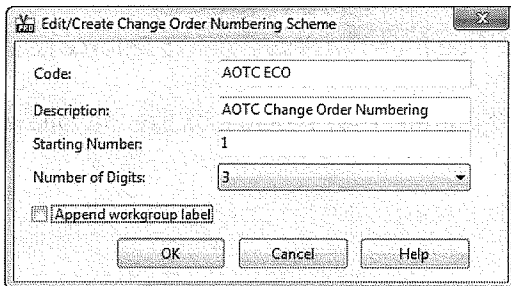 PRO Edit/Create Change Order Numbering Scheme X
Code: AOTC ECO
Description: AOTC Change Order Numbering
Starting Number: 1
Number of Digits: 3
Append workgroup label
OK Cancel Help